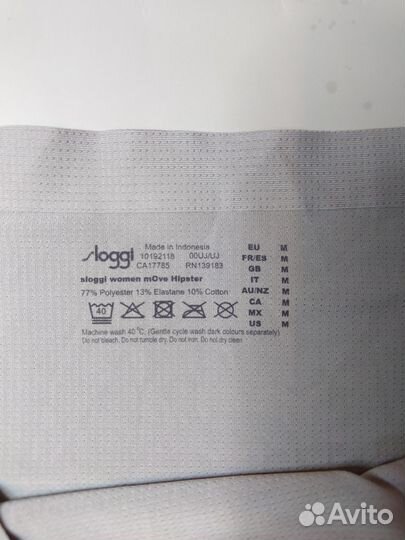 sloggi
Made in Indonesia
10192118 00UJ/UJ
CA17785 RN139183
sloggi women mOve Hipster
77% Polyester 13% Elastane 10% Cotton
40
Machine wash 40°C. (Gentle cycle wash dark colours separately)
Do not bleach. Do not tumble dry. Do not iron. Do not dry clean.
EU M
FR/ES M
GB M
IT M
AU/NZ M
CA M
MX M
US M
Avito